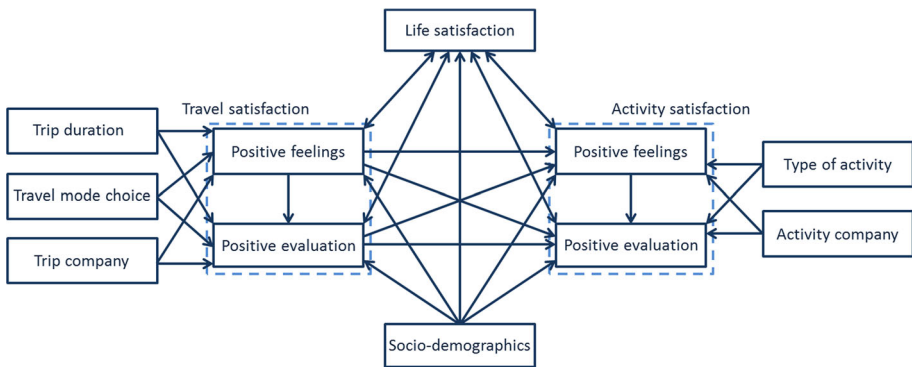 Life satisfaction
Travel satisfaction
Activity satisfaction
Trip duration
Positive feelings
Positive feelings
Type of activity
Travel mode choice
Positive evaluation
Positive evaluation
Activity company
Trip company
Socio-demographics